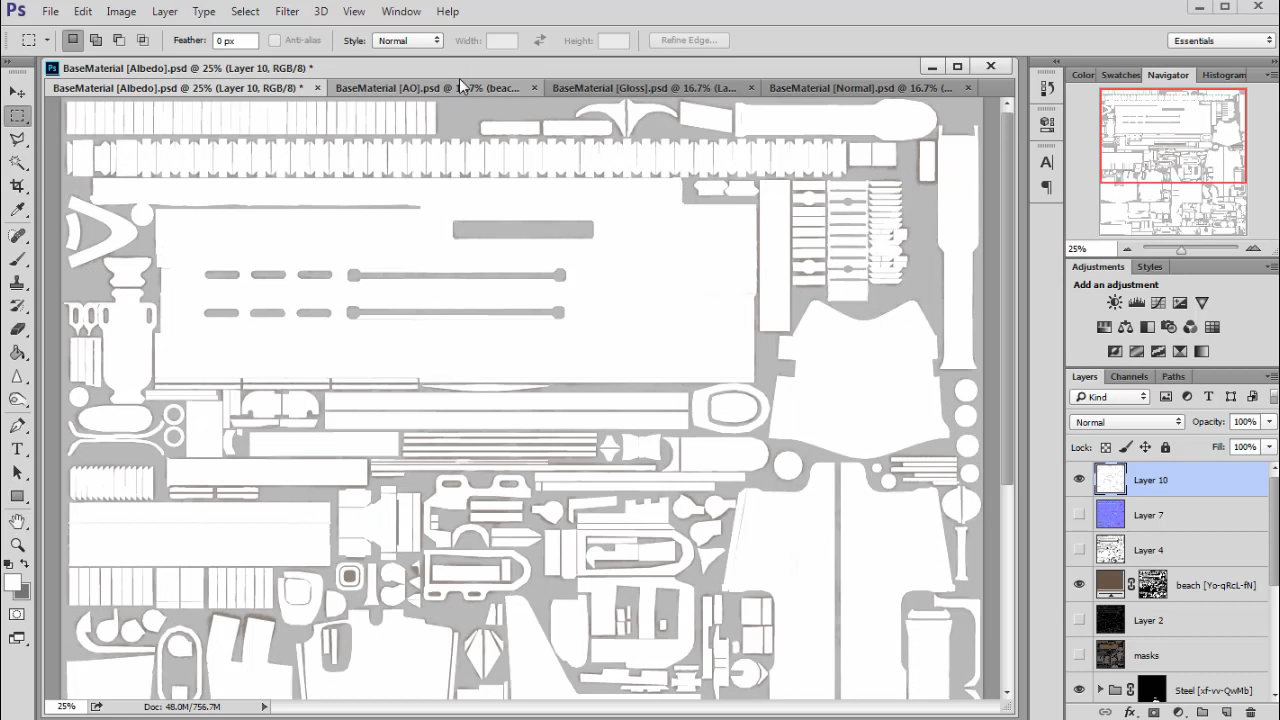 Ps File Edit Image Layer Type Select Filter 3D View Window Help
Feather: 0 px Anti-alias Style: Normal Width: Height: Refine Edge... Essentials
Ps BaseMaterial [Albedo].psd @ 25% (Layer 10, RGB/8) *
BaseMaterial [Albedo].psd @ 25% (Layer 10, RGB/8) * × BaseMaterial [AO].psd @ .7% (beac... × BaseMaterial [Gloss].psd @ 16.7% (La... × BaseMaterial [Normal].psd @ 16.7% (... ×
Color Swatches Navigator Histogram
25%
Adjustments Styles
Add an adjustment
Layers Channels Paths
Kind
Normal Opacity: 100%
Lock: Fill: 100%
Layer 10
Layer 7
Layer 4
beach [Yo-qRcL-fN]
Layer 2
masks
Steel [xf-vv-QwMb]
25% Doc: 48.0M/756.7M